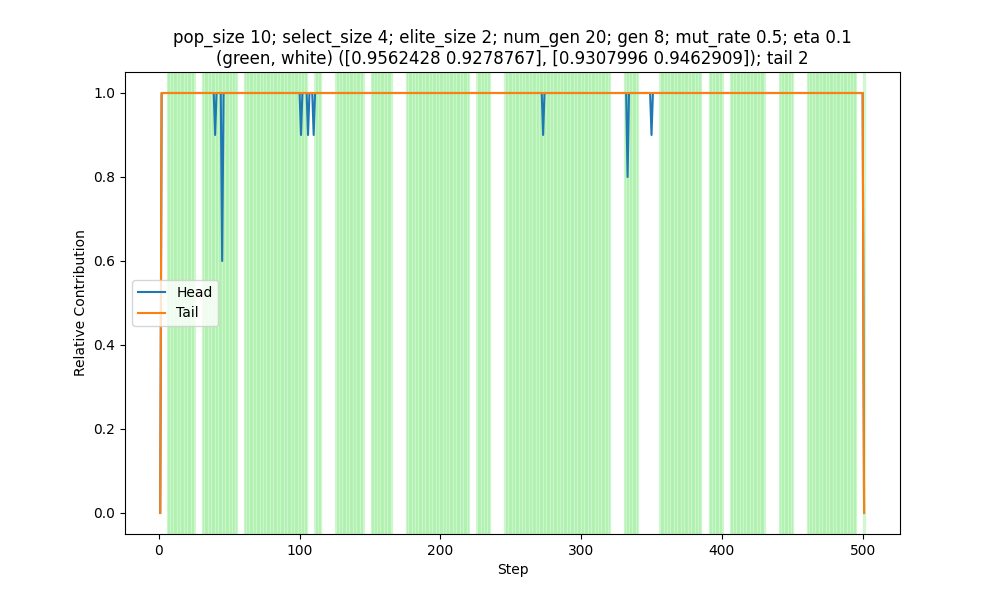 pop_size 10; select_size 4; elite_size 2; num_gen 20; gen 8; mut_rate 0.5; eta 0.1
(green, white) ([0.9562428 0.9278767], [0.9307996 0.9462909]); tail 2
1.0
0.8
0.6
0.4
0.2
0.0
Relative Contribution
Head
Tail
0
100
200
300
400
500
Step